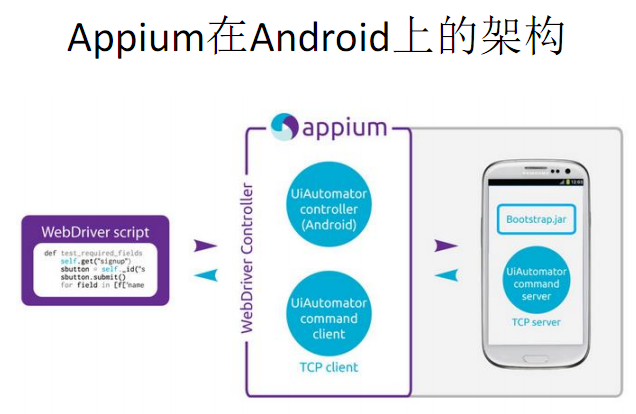 Appium在Android上的架构
appium
WebDriver script
def test_required_fields
self.get("signup")
sbutton = self._id("s
sbutton.submit()
for field in [f['name
WebDriver Controller
UiAutomator
controller
(Android)
UiAutomator
command
client
TCP client
Bootstrap.jar
UiAutomator
command
server
TCP server